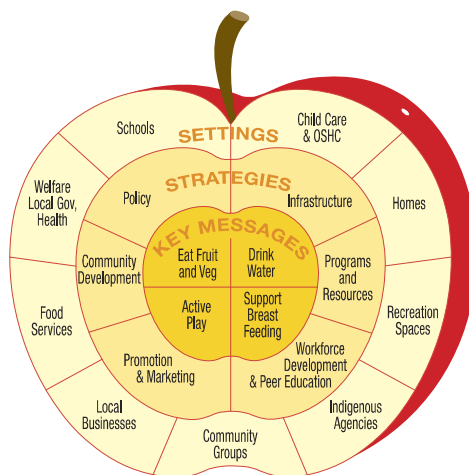 SETTINGS
Schools
Child Care
& OSHC
Welfare
Local Gov,
Health
Homes
Food
Services
Recreation
Spaces
Local
Businesses
Indigenous
Agencies
Community
Groups
STRATEGIES
Policy
Infrastructure
Community
Development
Programs
and
Resources
Promotion
& Marketing
Workforce
Development
& Peer Education
KEY MESSAGES
Eat Fruit
and Veg
Drink
Water
Active
Play
Support
Breast
Feeding